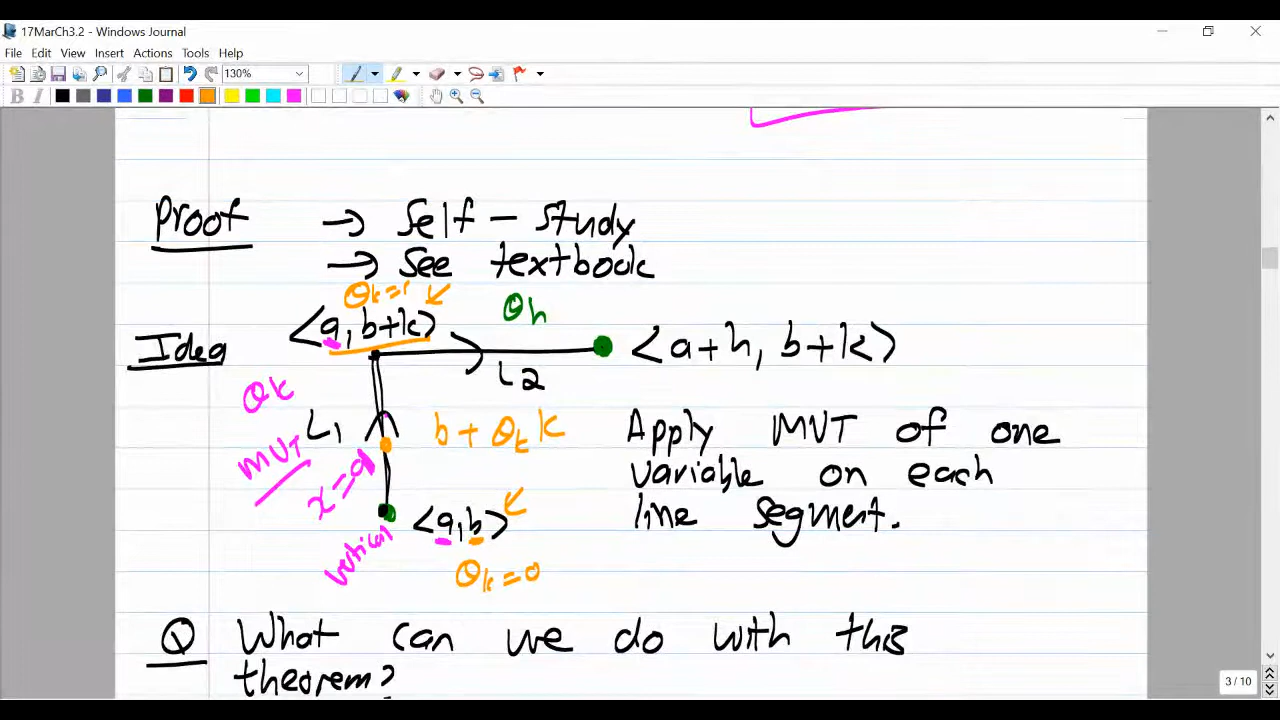 17MarCh3.2 - Windows Journal
File Edit View Insert Actions Tools Help
130%
B I
Proof → Self - study
→ See textbook
θk=1
<a, b+k>
θh
Idea
<a+h, b+k>
L2
θk
L1
b + θk k
MVT
x=a
Apply MVT of one
variable on each
line segment.
<a,b>
vertical
θk=0
Q What can we do with this
theorem?
3 / 10